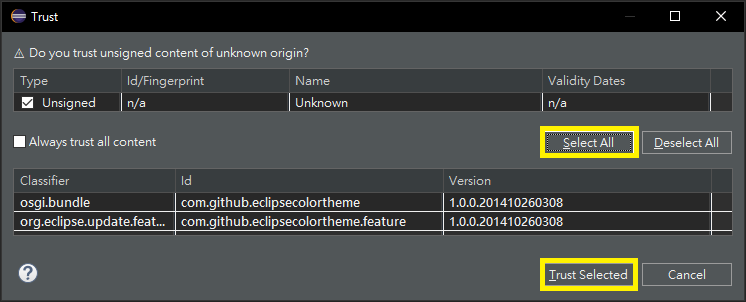 Trust
Do you trust unsigned content of unknown origin?
Type Id/Fingerprint Name Validity Dates
Unsigned n/a Unknown n/a
Always trust all content Select All Deselect All
Classifier Id Version
osgi.bundle com.github.eclipsecolortheme 1.0.0.201410260308
org.eclipse.update.feat... com.github.eclipsecolortheme.feature 1.0.0.201410260308
? Trust Selected Cancel